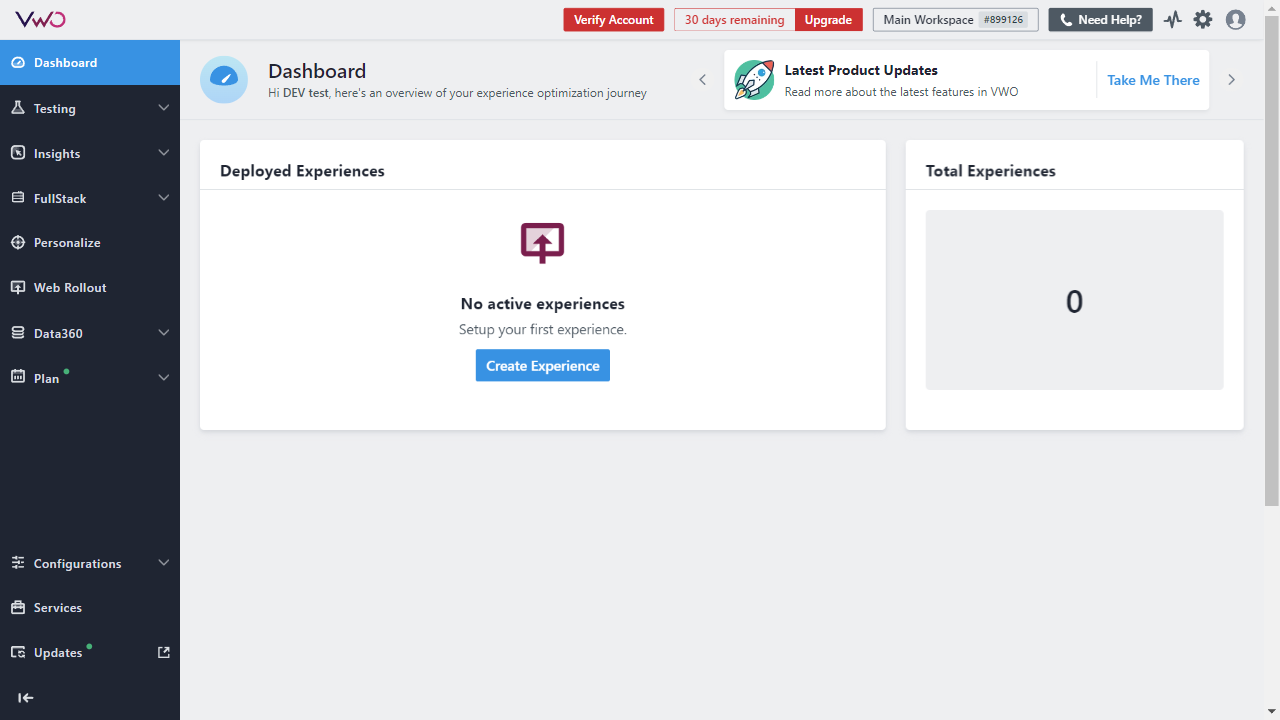 VWO
Verify Account
30 days remaining
Upgrade
Main Workspace #899126
Need Help?
Dashboard
Testing
Insights
FullStack
Personalize
Web Rollout
Data360
Plan
Configurations
Services
Updates
Dashboard
Hi DEV test, here's an overview of your experience optimization journey
Latest Product Updates
Read more about the latest features in VWO
Take Me There
Deployed Experiences
No active experiences
Setup your first experience.
Create Experience
Total Experiences
0